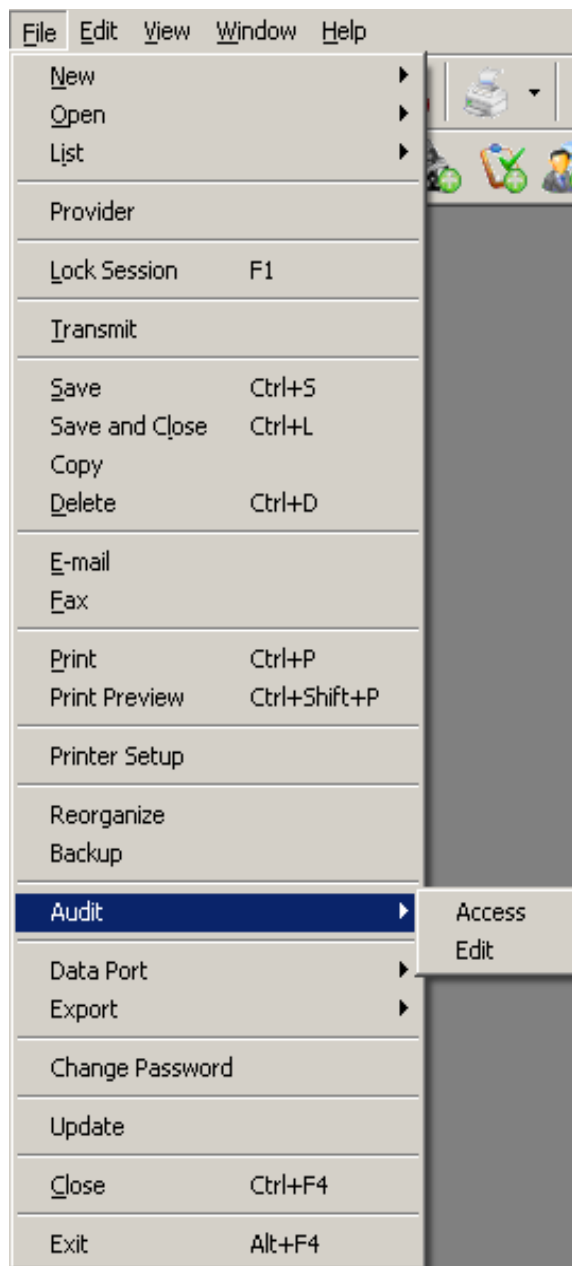 File Edit View Window Help
New
Open
List
Provider
Lock Session F1
Transmit
Save Ctrl+S
Save and Close Ctrl+L
Copy
Delete Ctrl+D
E-mail
Fax
Print Ctrl+P
Print Preview Ctrl+Shift+P
Printer Setup
Reorganize
Backup
Audit
Access
Edit
Data Port
Export
Change Password
Update
Close Ctrl+F4
Exit Alt+F4